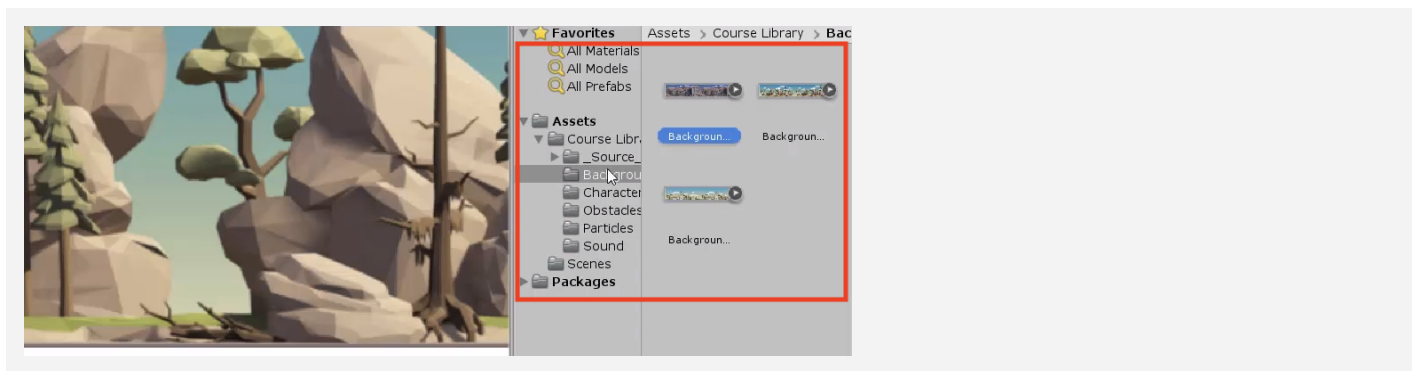 Favorites
All Materials
All Models
All Prefabs
Assets
Course Libr
_Source_
Backgrou
Character
Obstacles
Particles
Sound
Scenes
Packages
Assets > Course Library > Bac
Backgroun...
Backgroun...
Backgroun...